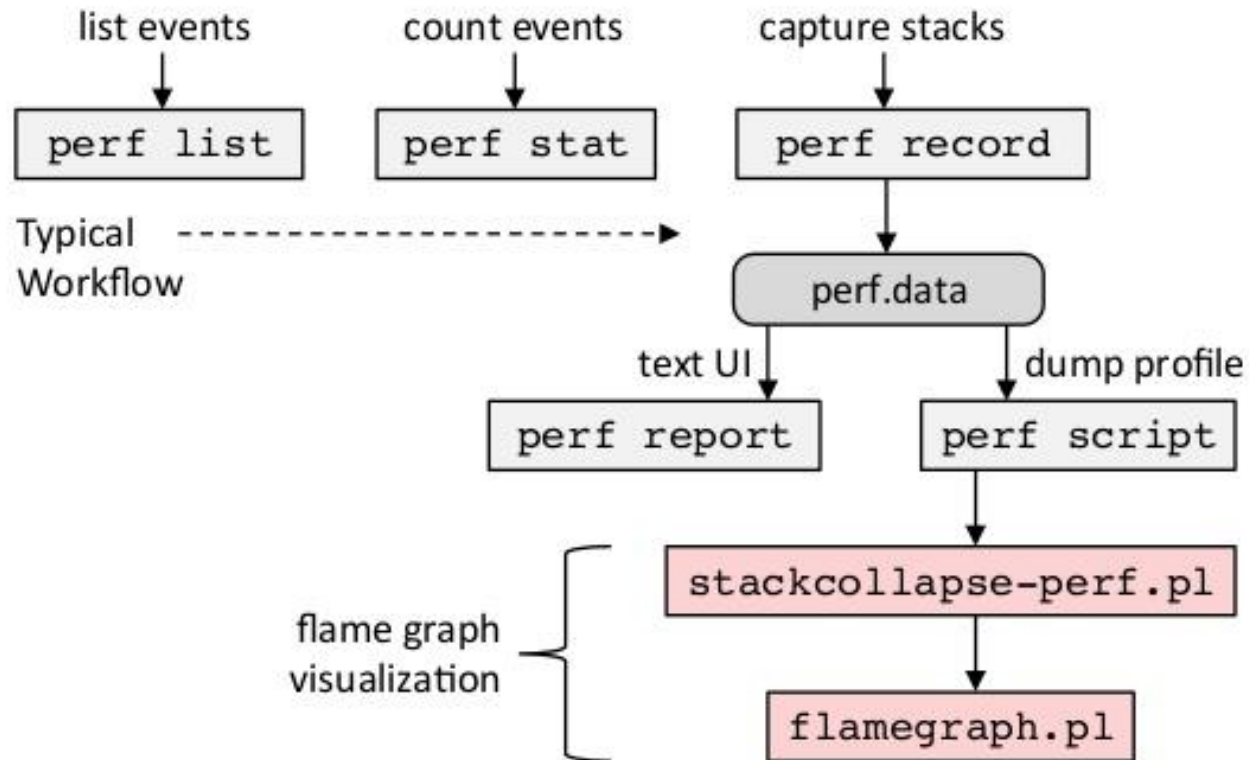 list events
count events
capture stacks
perf list
perf stat
perf record
Typical
Workflow
perf.data
text UI
dump profile
perf report
perf script
stackcollapse-perf.pl
flame graph
visualization
flamegraph.pl